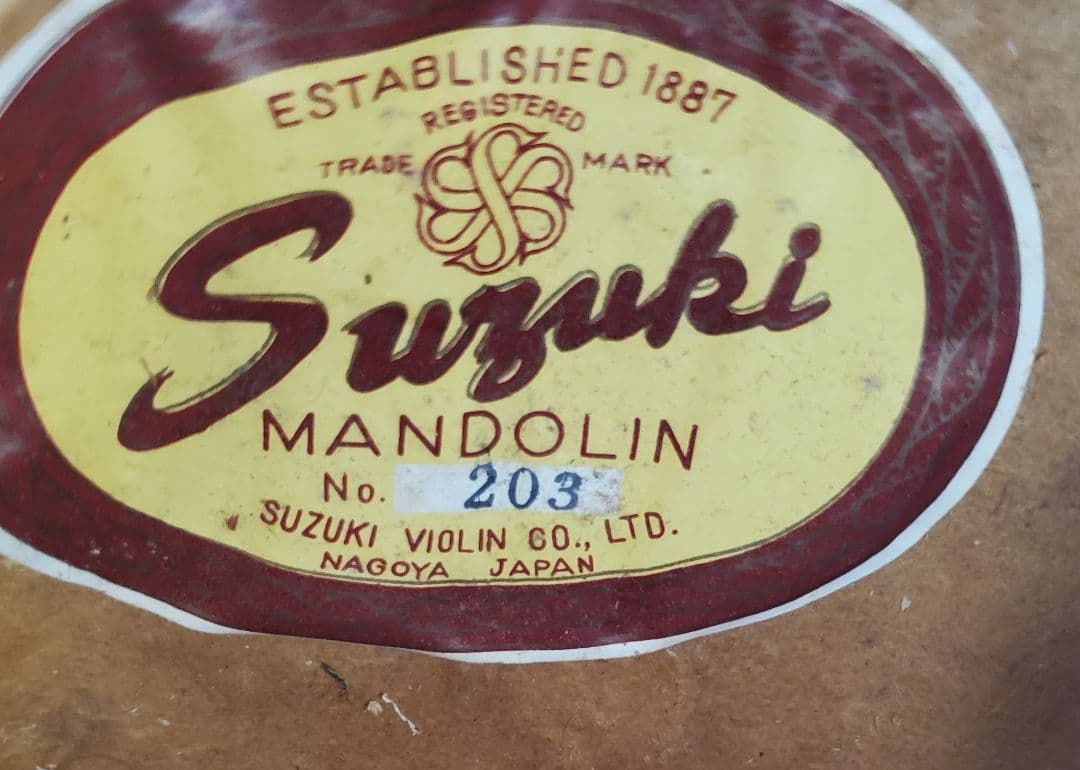 ESTABLISHED 1887
REGISTERED
TRADE MARK
Suzuki
MANDOLIN
No. 203
SUZUKI VIOLIN CO., LTD.
NAGOYA JAPAN